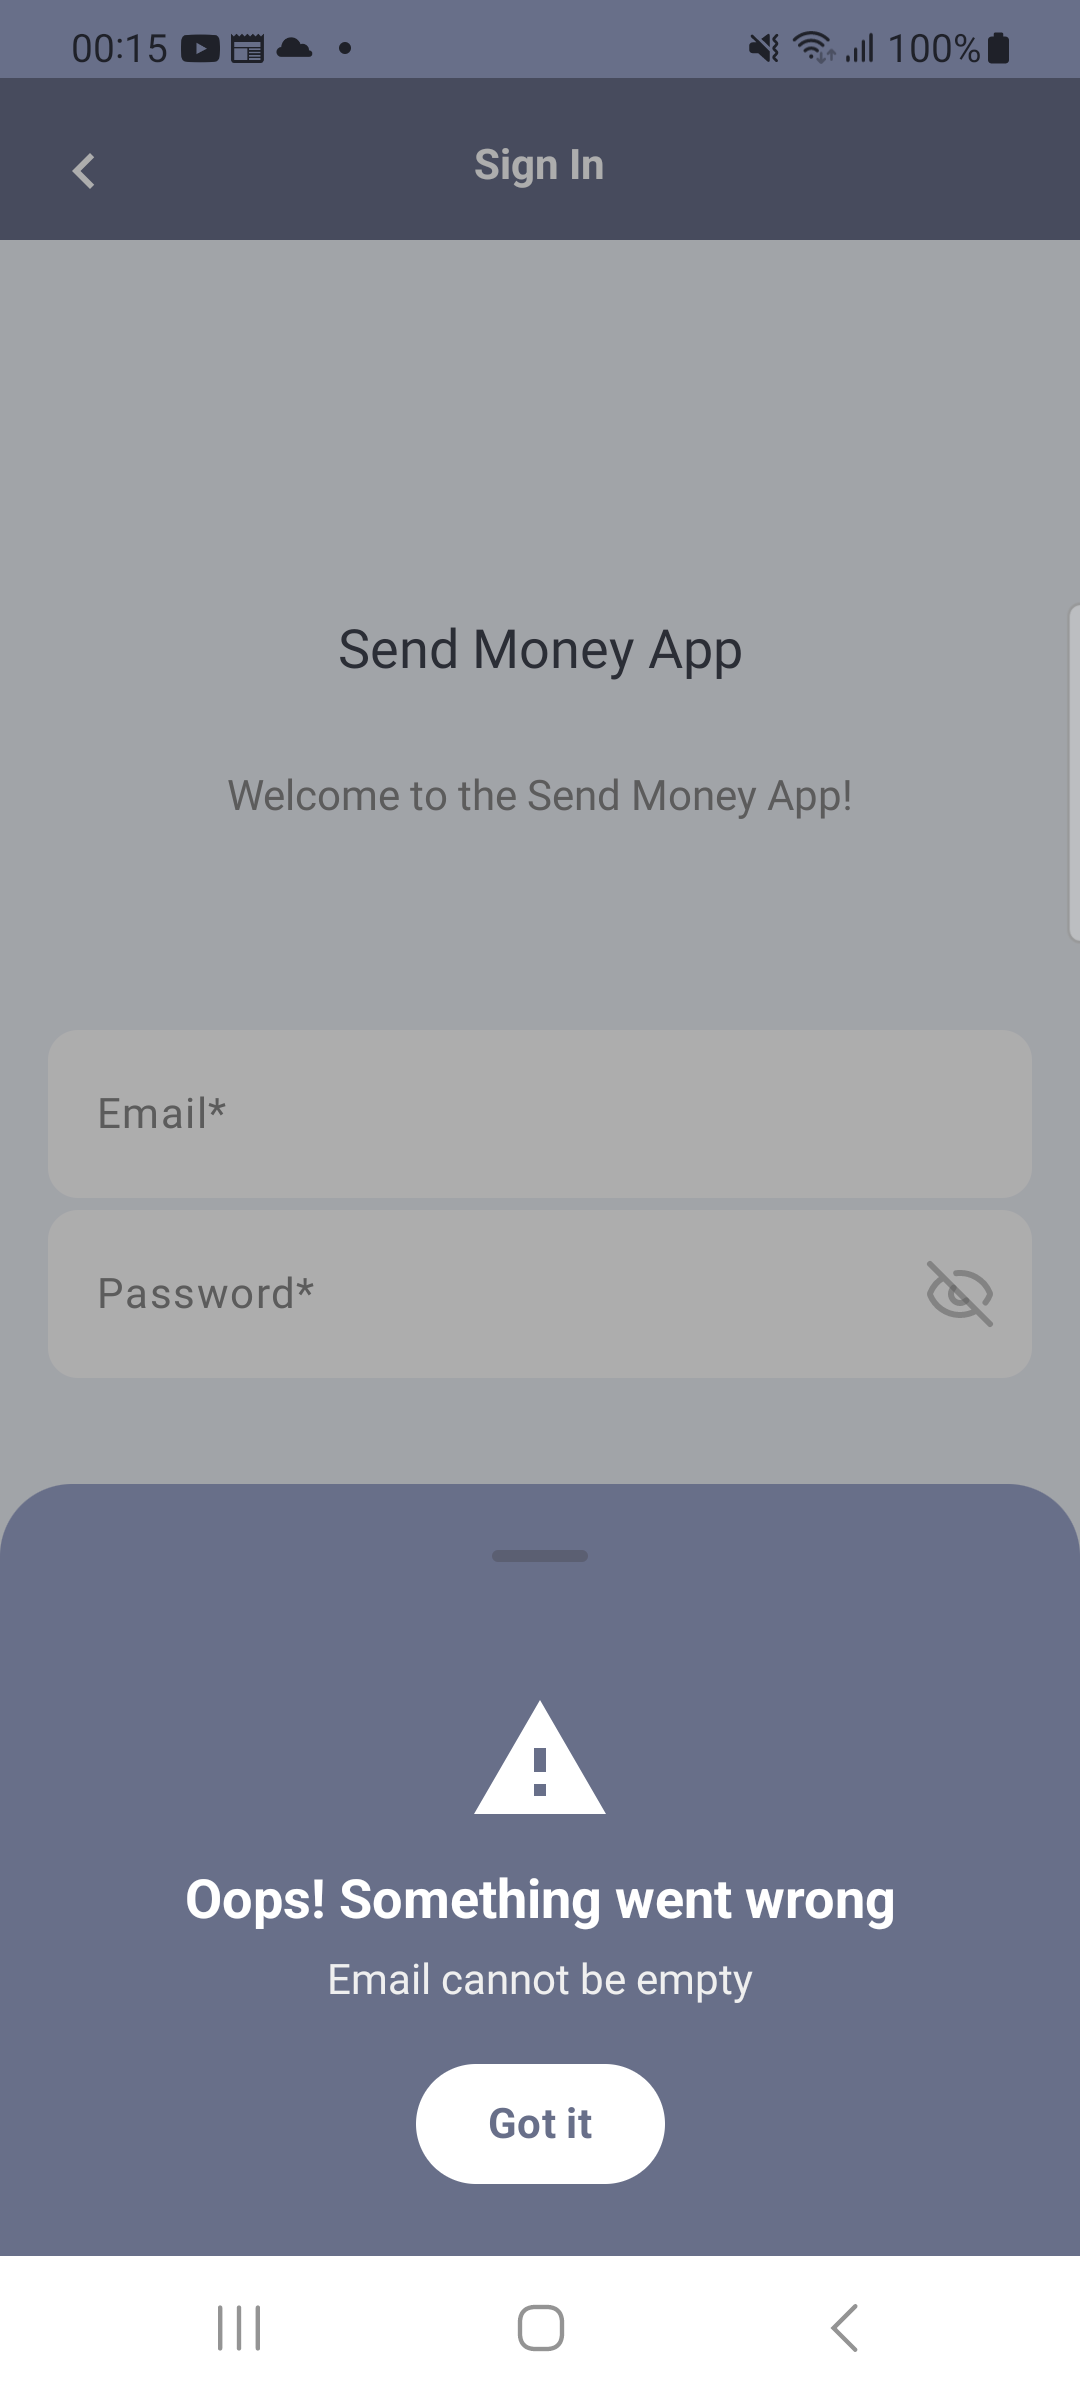 00:15
100%
Sign In
Send Money App
Welcome to the Send Money App!
Email*
Password*
Oops! Something went wrong
Email cannot be empty
Got it